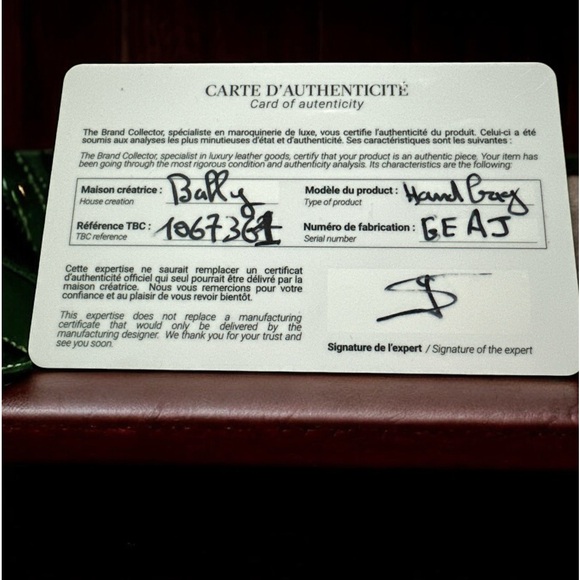 CARTE D'AUTHENTICITÉ
Card of autenticity
The Brand Collector, spécialiste en maroquinerie de luxe, vous certifie l'authenticité du produit. Celui-ci a été
soumis aux analyses les plus minutieuses d'état et d'authenticité. Ses caractéristiques sont les suivantes :
The Brand Collector, specialist in luxury leather goods, certify that your product is an authentic piece. Your item has
been going through the most rigorous condition and authenticity analysis. Its characteristics are the following:
Maison créatrice : Bally Modèle du produit : Hand Bag
House creation Type of product
Référence TBC : 1067361 Numéro de fabrication : GEAJ
TBC reference Serial number
Cette expertise ne saurait remplacer un certificat
d'authenticité officiel qui seul pourrait être délivré par la
maison créatrice. Nous vous remercions pour votre
confiance et au plaisir de vous revoir bientôt.
This expertise does not replace a manufacturing
certificate that would only be delivered by the
manufacturing designer. We thank you for your trust and
see you soon.
Signature de l'expert / Signature of the expert